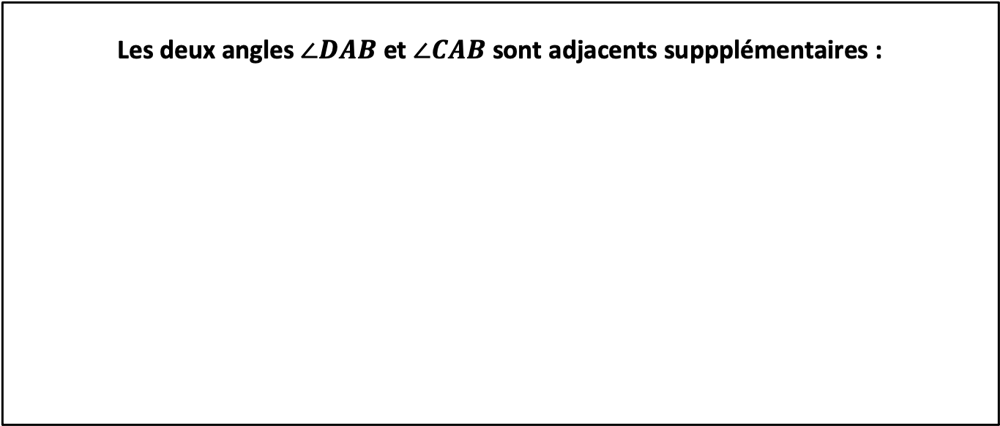 Les deux angles ∠DAB et ∠CAB sont adjacents suppplémentaires :